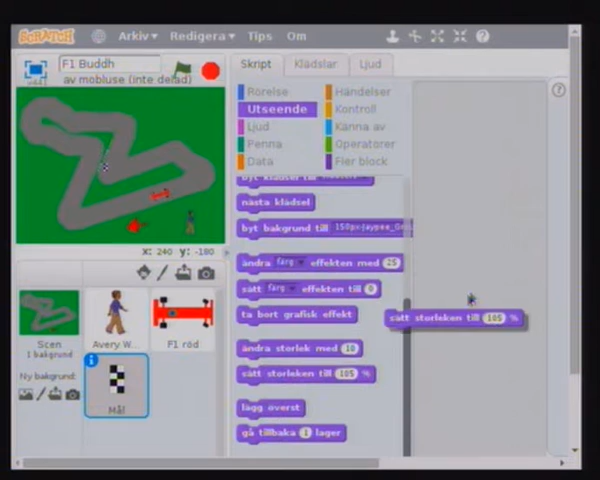 SCRATCH Arkiv▾ Redigera▾ Tips Om
F1 Buddh
av mobluse (inte delad)
Skript Klädslar Ljud
Rörelse Händelser
Utseende Kontroll
Ljud Känna av
Penna Operatorer
Data Fler block
nästa klädsel
byt bakgrund till
ändra färg effekten med 25
sätt färg effekten till 0
ta bort grafisk effekt
sätt storleken till 105 %
ändra storlek med 10
sätt storleken till 105 %
lägg överst
gå tillbaka 1 lager
x: 240 y: -180
Scen
1 bakgrund
Avery W...
F1 röd
Ny bakgrund:
Mål